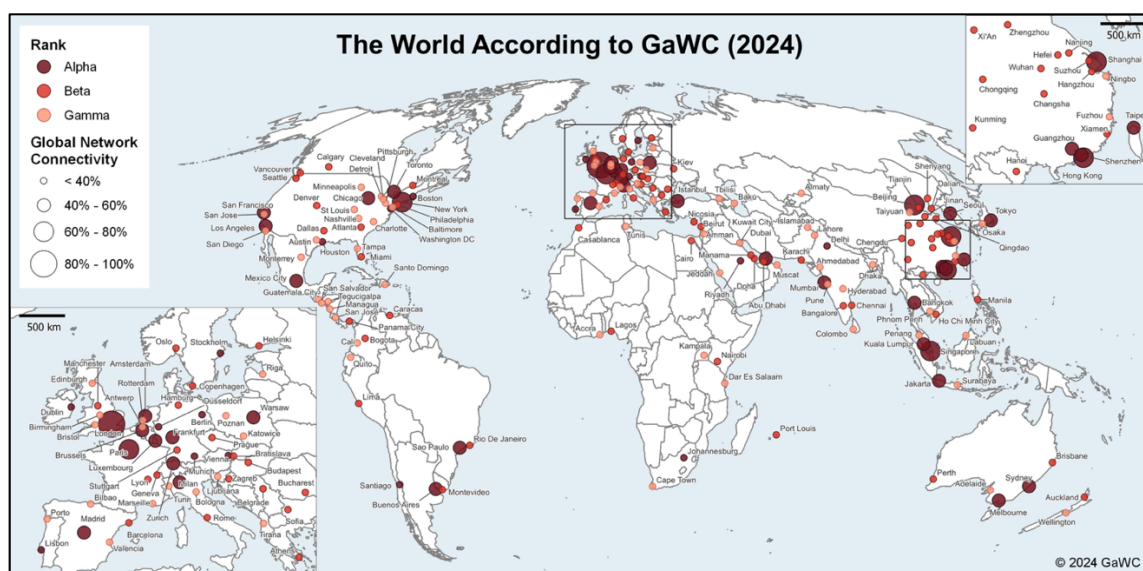 The World According to GaWC (2024)
Rank
Alpha
Beta
Gamma
Global Network
Connectivity
< 40%
40% - 60%
60% - 80%
80% - 100%
500 km
Xi'An
Zhengzhou
Nanjing
Hefei
Shanghai
Wuhan
Suzhou
Hangzhou
Ningbo
Chongqing
Changsha
Fuzhou
Taipei
Kunming
Xiamen
Guangzhou
Hanoi
Shenzhen
Hong Kong
Vancouver
Seattle
Calgary
Cleveland
Detroit
Pittsburgh
Toronto
Montreal
Boston
Minneapolis
Chicago
San Francisco
San Jose
Denver
St Louis
Nashville
Atlanta
New York
Philadelphia
Baltimore
Washington DC
Charlotte
Los Angeles
San Diego
Dallas
Austin
Houston
Tampa
Miami
Monterrey
Mexico City
Santo Domingo
Guatemala City
San Salvador
Tegucigalpa
Managua
San Jose
Panama City
Caracas
Cali
Bogota
Quito
Lima
Sao Paulo
Rio De Janeiro
Santiago
Buenos Aires
Montevideo
Kiev
Istanbul
Tbilisi
Baku
Almaty
Casablanca
Tunis
Nicosia
Beirut
Amman
Cairo
Kuwait City
Manama
Dubai
Jeddah
Riyadh
Doha
Abu Dhabi
Muscat
Islamabad
Lahore
Karachi
Delhi
Ahmedabad
Mumbai
Pune
Hyderabad
Bangalore
Chennai
Colombo
Dhaka
Shenyang
Tianjin
Dalian
Beijing
Jinan
Taiyuan
Seoul
Tokyo
Osaka
Qingdao
Chengdu
Bangkok
Manila
Phnom Penh
Ho Chi Minh City
Penang
Labuan
Kuala Lumpur
Singapore
Jakarta
Surabaya
Accra
Lagos
Kampala
Nairobi
Dar Es Salaam
Port Louis
Johannesburg
Cape Town
Perth
Adelaide
Brisbane
Sydney
Melbourne
Auckland
Wellington
500 km
Oslo
Stockholm
Helsinki
Manchester
Amsterdam
Edinburgh
Rotterdam
Riga
Copenhagen
Antwerp
Hamburg
Dusseldorf
Dublin
Berlin
Warsaw
Poznan
Birmingham
Bristol
London
Frankfurt
Katowice
Paris
Prague
Brussels
Vienna
Bratislava
Luxembourg
Munich
Budapest
Stuttgart
Lyon
Geneva
Milan
Zagreb
Bucharest
Bilbao
Ljubljana
Marseille
Turin
Bologna
Belgrade
Porto
Zurich
Madrid
Rome
Sofia
Barcelona
Tirana
Lisbon
Valencia
Athens
© 2024 GaWC